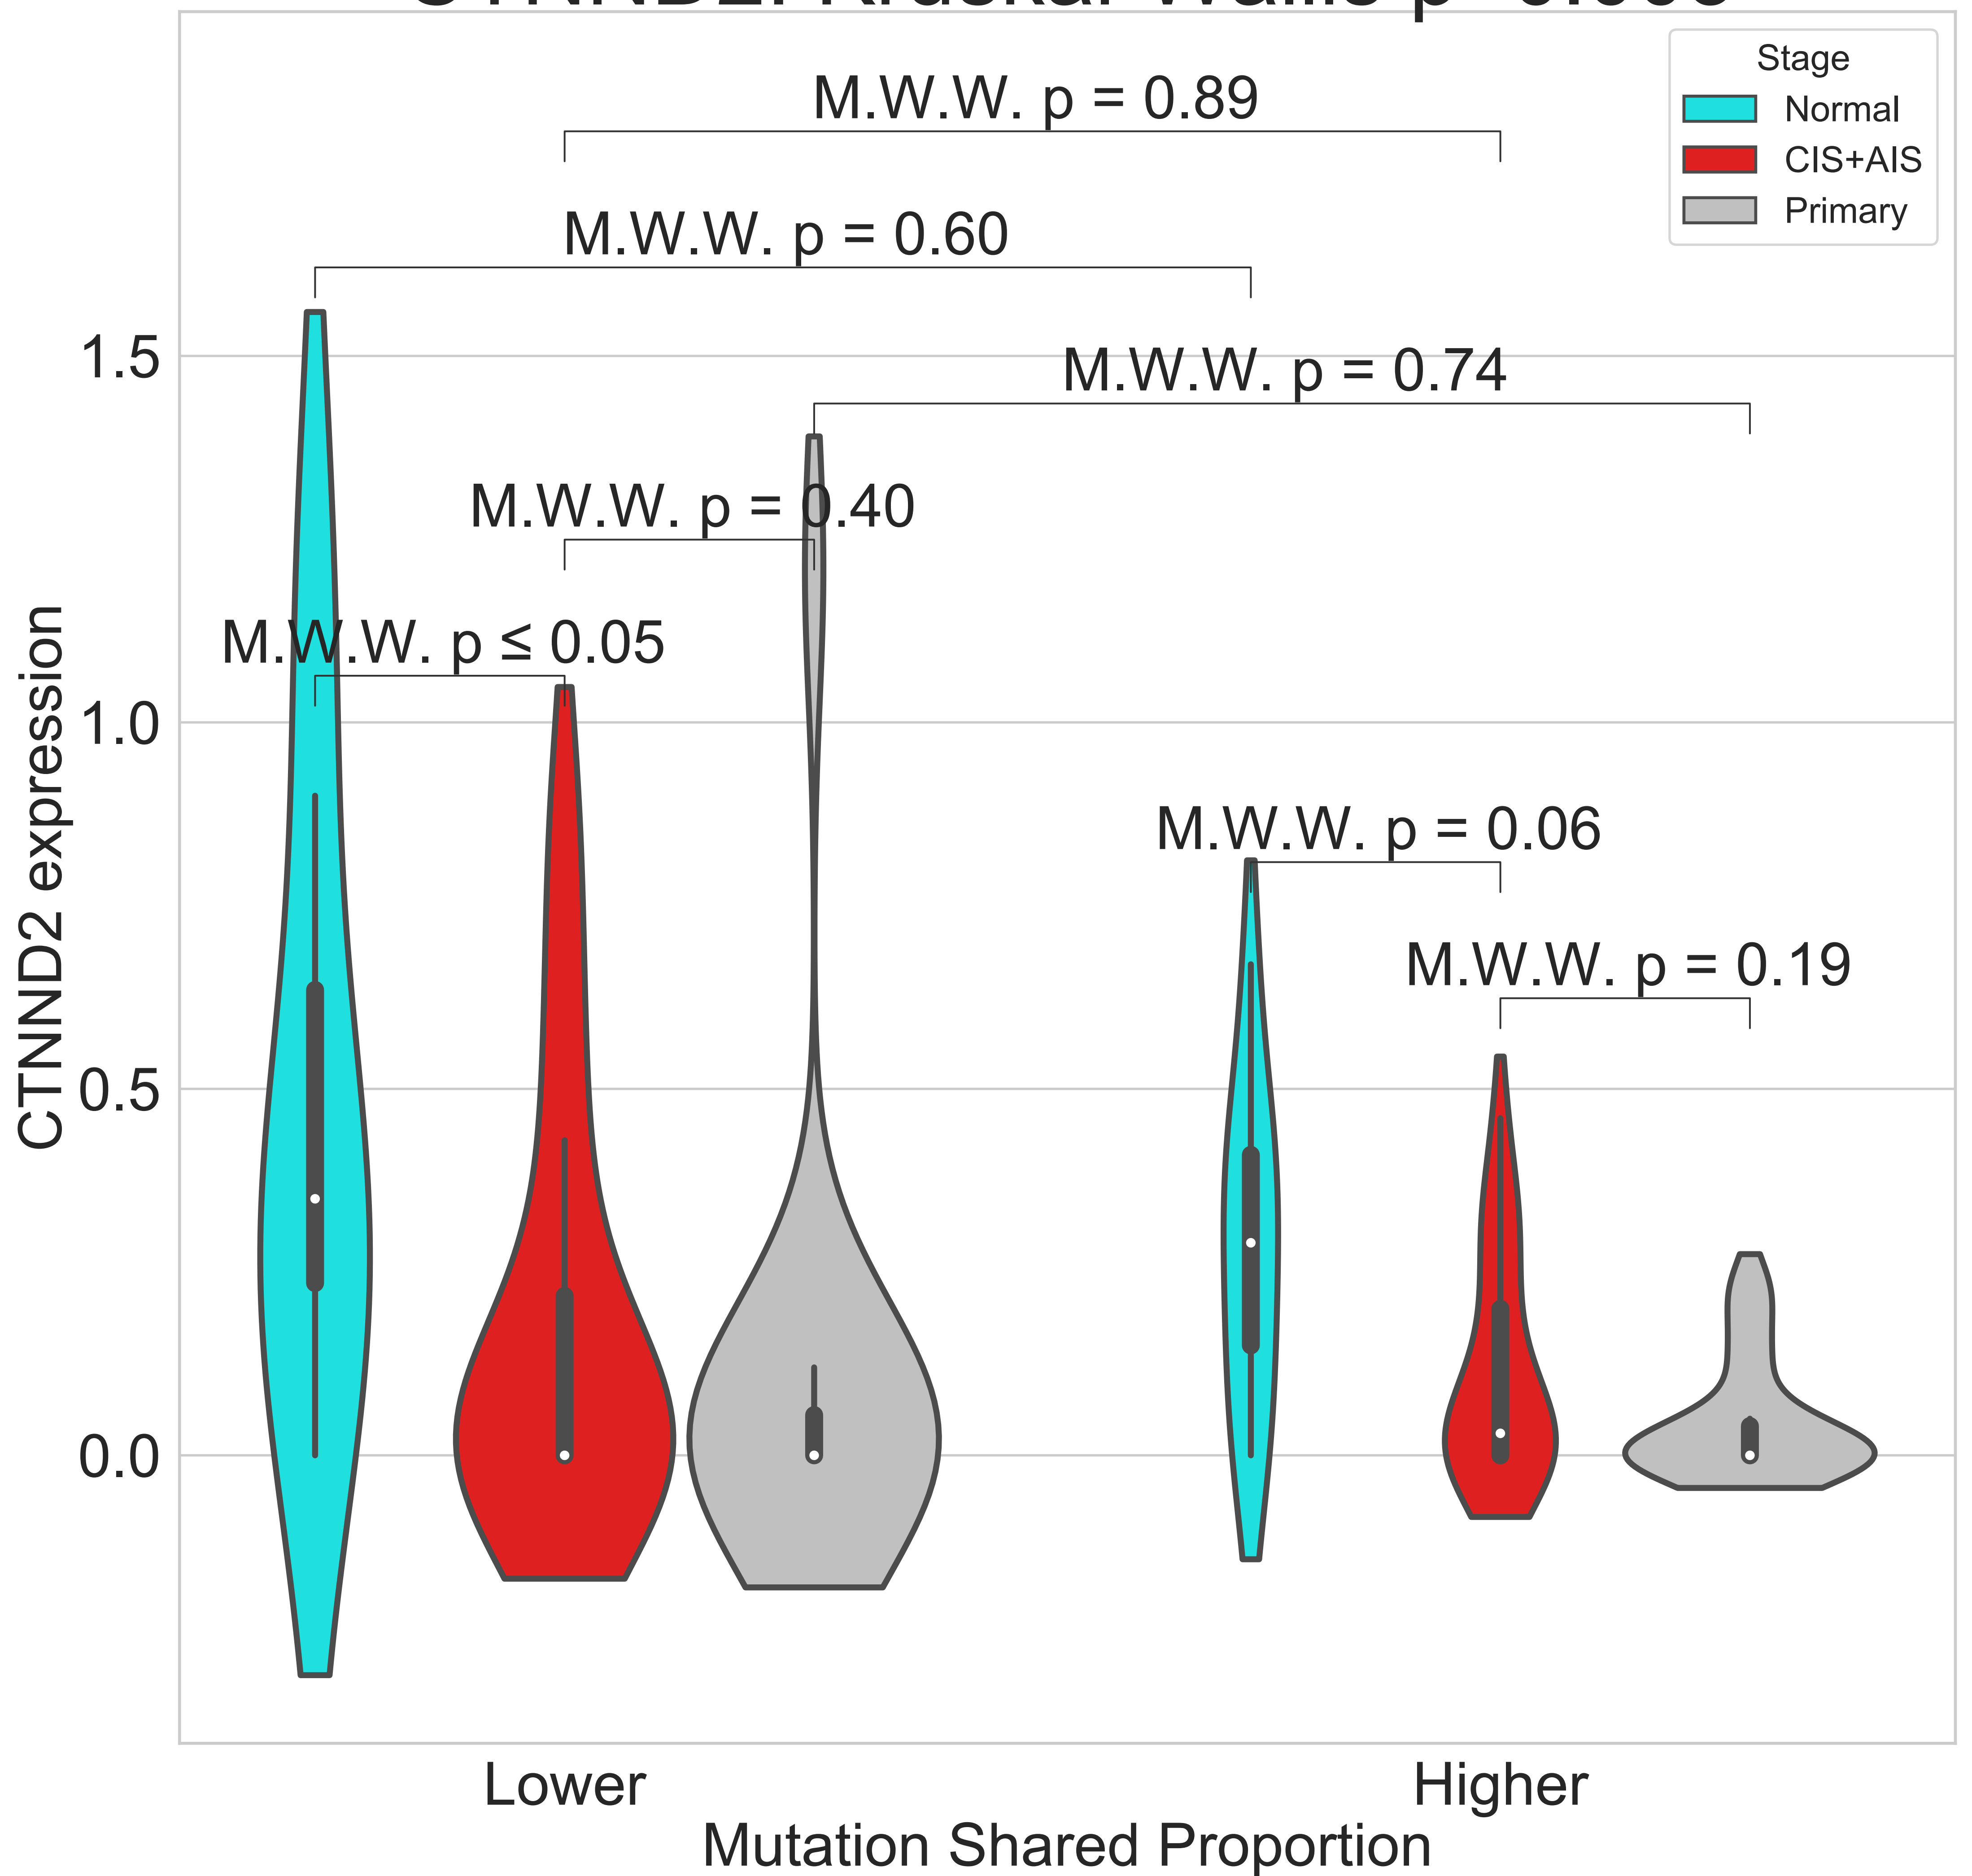 Stage
Normal
CIS+AIS
Primary
M.W.W. p = 0.89
M.W.W. p = 0.60
M.W.W. p = 0.74
M.W.W. p = 0.40
M.W.W. p ≤ 0.05
M.W.W. p = 0.06
M.W.W. p = 0.19
CTNND2 expression
1.5
1.0
0.5
0.0
Lower
Higher
Mutation Shared Proportion